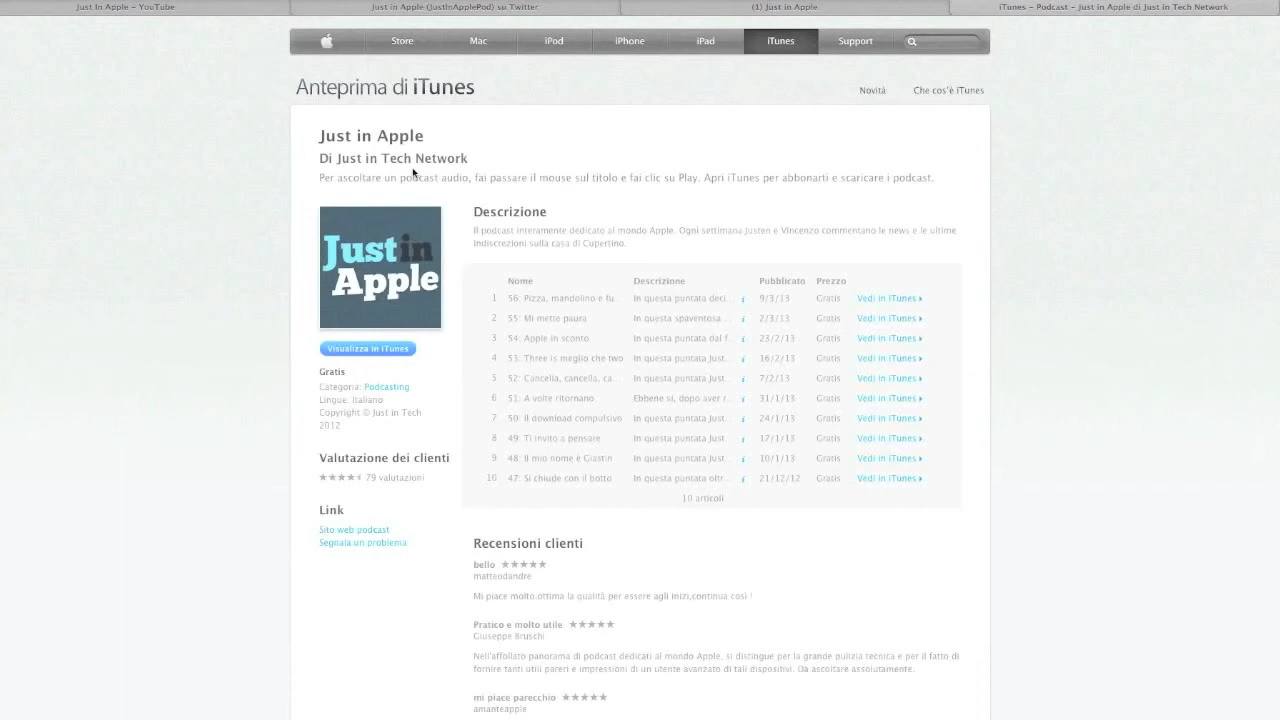 Just In Apple - YouTube
Just in Apple (JustInApplePod) su Twitter
(1) Just in Apple
iTunes - Podcast - Just in Apple di Just in Tech Network
Store Mac iPod iPhone iPad iTunes Support
Anteprima di iTunes
Novità Che cos'è iTunes
Just in Apple
Di Just in Tech Network
Per ascoltare un podcast audio, fai passare il mouse sul titolo e fai clic su Play. Apri iTunes per abbonarti e scaricare i podcast.
Just in
Apple
Visualizza in iTunes
Gratis
Categoria: Podcasting
Lingue: Italiano
Copyright © Just in Tech
2012
Valutazione dei clienti
79 valutazioni
Link
Sito web podcast
Segnala un problema
Descrizione
Il podcast interamente dedicato al mondo Apple. Ogni settimana Justen e Vincenzo commentano le news e le ultime
indiscrezioni sulla casa di Cupertino.
Nome Descrizione Pubblicato Prezzo
1 56: Pizza, mandolino e fu... In questa puntata deci... i 9/3/13 Gratis Vedi in iTunes
2 55: Mi mette paura In questa spaventosa ... i 2/3/13 Gratis Vedi in iTunes
3 54: Apple in sconto In questa puntata dal f... i 23/2/13 Gratis Vedi in iTunes
4 53: Three is meglio che two In questa puntata Just... i 16/2/13 Gratis Vedi in iTunes
5 52: Cancella, cancella, ca... In questa puntata Just... i 7/2/13 Gratis Vedi in iTunes
6 51: A volte ritornano Ebbene si, dopo aver r... i 31/1/13 Gratis Vedi in iTunes
7 50: Il download compulsivo In questa puntata Just... i 24/1/13 Gratis Vedi in iTunes
8 49: Ti invito a pensare In questa puntata Just... i 17/1/13 Gratis Vedi in iTunes
9 48: Il mio nome è Giastin In questa puntata Just... i 10/1/13 Gratis Vedi in iTunes
10 47: Si chiude con il botto In questa puntata oltr... i 21/12/12 Gratis Vedi in iTunes
10 articoli
Recensioni clienti
bello ★★★★★
matteodandre
Mi piace molto.ottima la qualità per essere agli inizi,continua così !
Pratico e molto utile ★★★★★
Giuseppe Bruschi
Nell'affollato panorama di podcast dedicati al mondo Apple, si distingue per la grande pulizia tecnica e per il fatto di
fornire tanti utili pareri e impressioni di un utente avanzato di tali dispositivi. Da ascoltare assolutamente.
mi piace parecchio ★★★★★
amanteapple